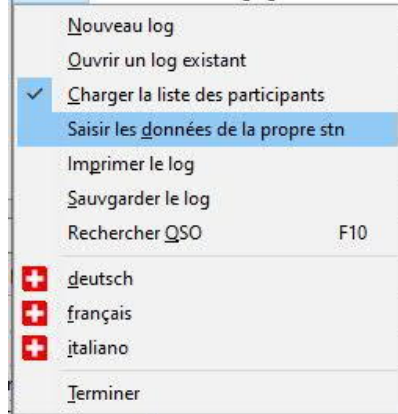 Nouveau log
Ouvrir un log existant
Charger la liste des participants
Saisir les données de la propre stn
Imprimer le log
Sauvgarder le log
Rechercher QSO F10
deutsch
français
italiano
Terminer